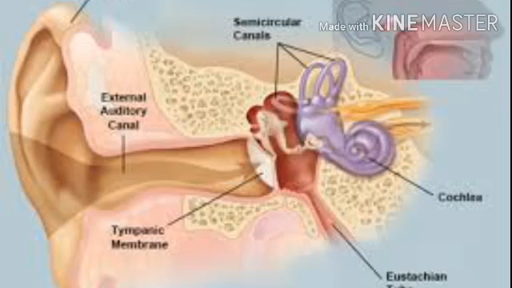 Made with KINEMASTER
Semicircular
Canals
External
Auditory
Canal
Cochlea
Tympanic
Membrane
Eustachian